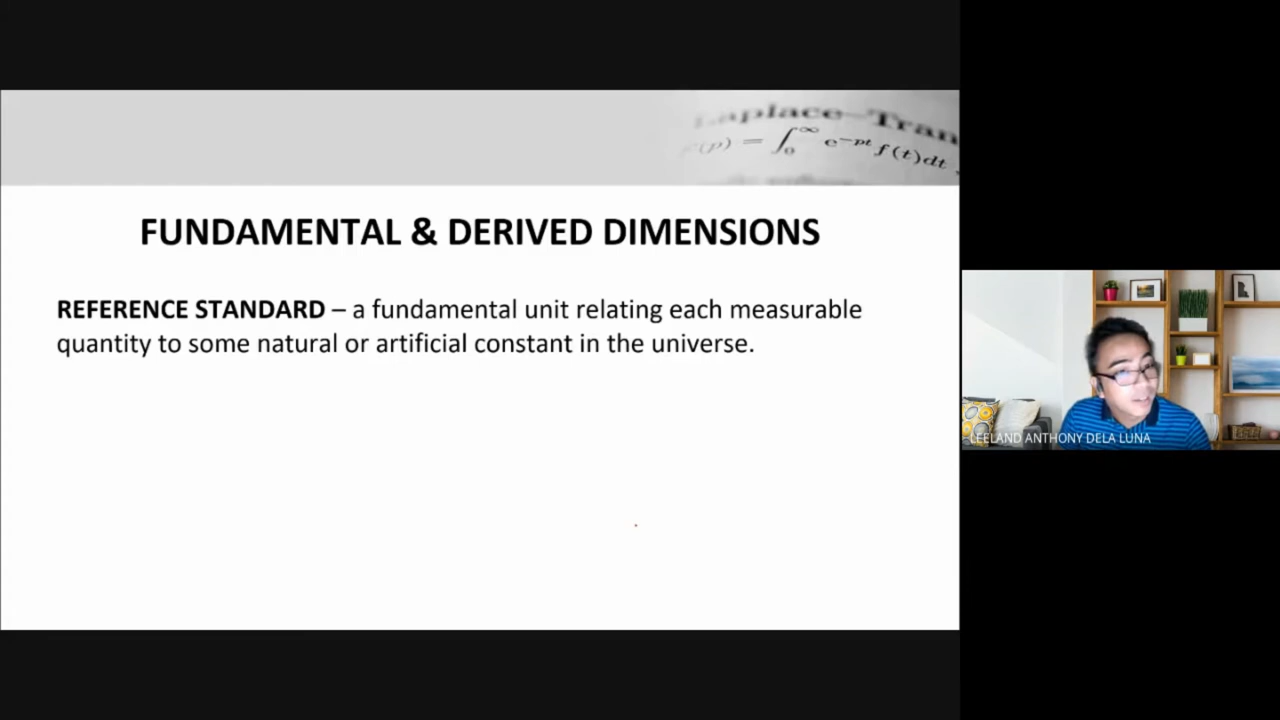 Laplace Tran
F(p) = ∫₀^∞ e^{-pt} f(t)dt
FUNDAMENTAL & DERIVED DIMENSIONS
REFERENCE STANDARD – a fundamental unit relating each measurable
quantity to some natural or artificial constant in the universe.
LEELAND ANTHONY DELA LUNA